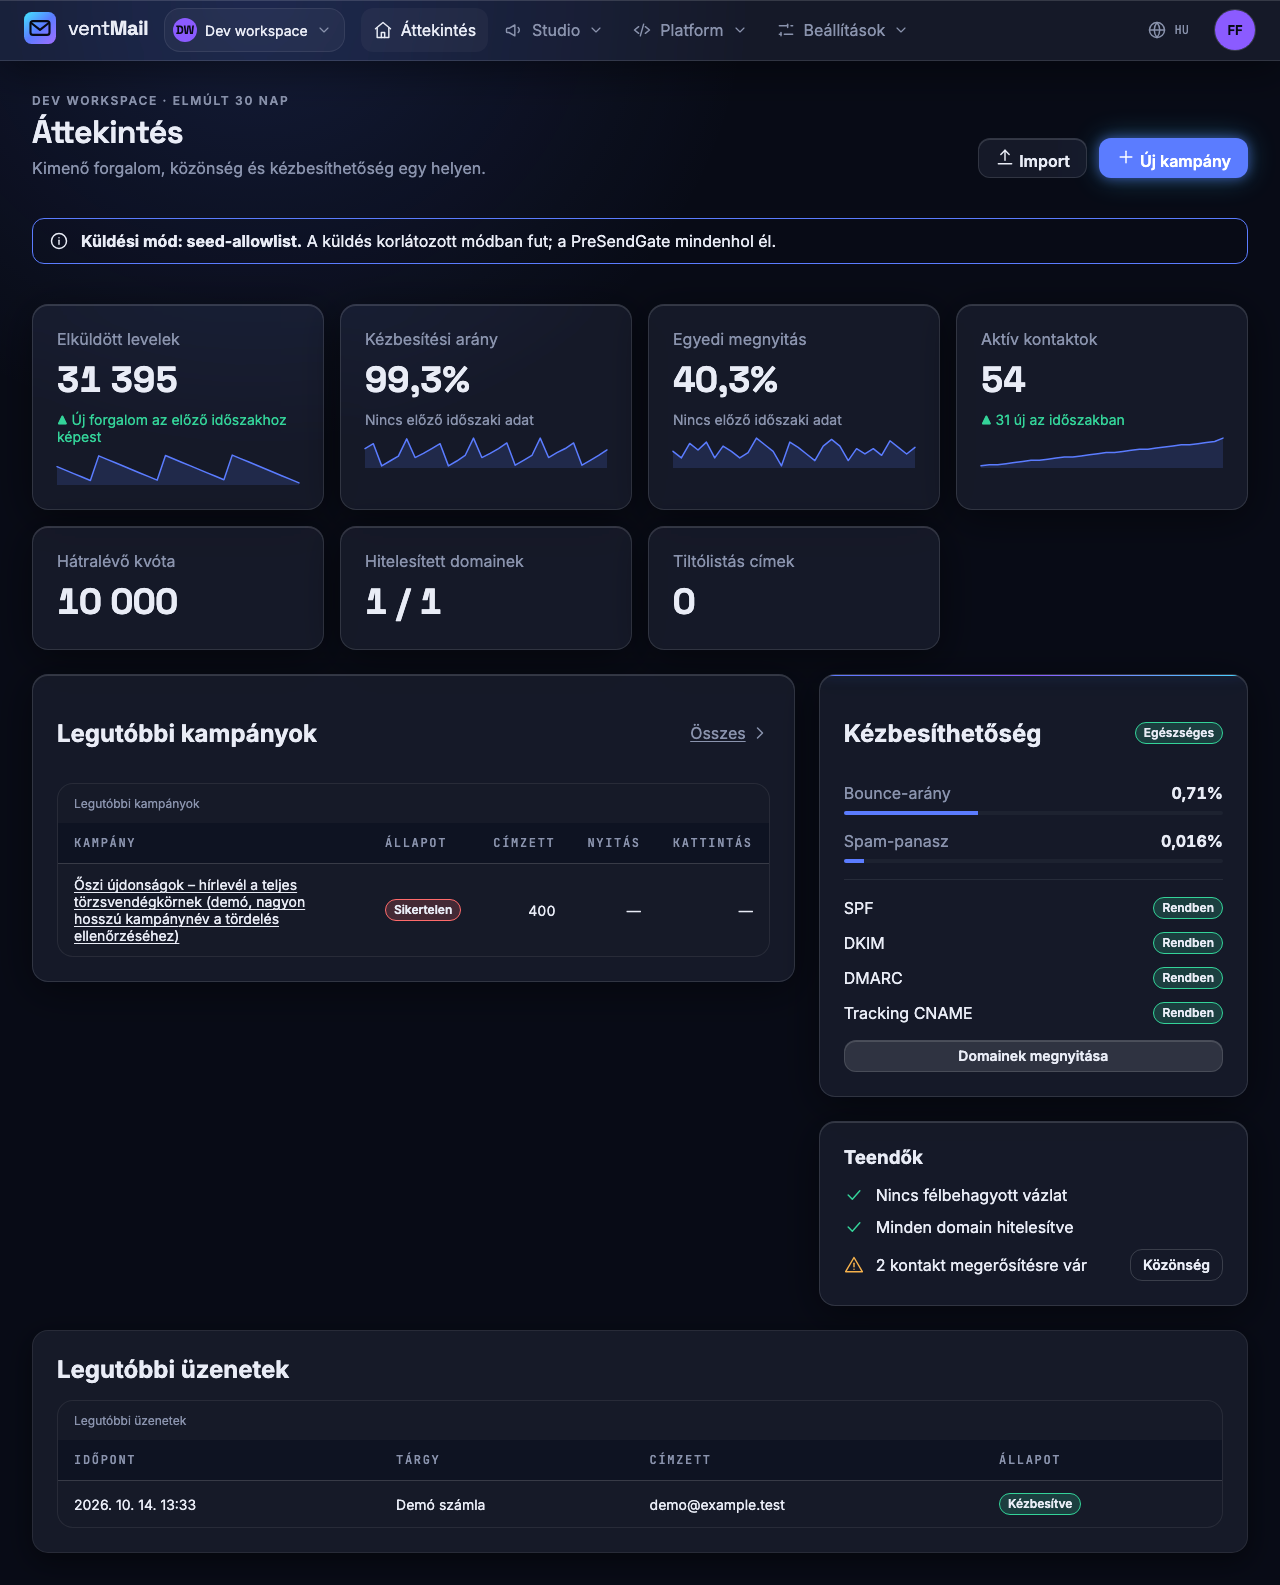 ventMail
DW Dev workspace
Áttekintés
Studio
Platform
Beállítások
HU
FF
DEV WORKSPACE · ELMÚLT 30 NAP
Áttekintés
Kimenő forgalom, közönség és kézbesíthetőség egy helyen.
Import
Új kampány
Küldési mód: seed-allowlist. A küldés korlátozott módban fut; a PreSendGate mindenhol él.
Elküldött levelek
31 395
▲ Új forgalom az előző időszakhoz
képest
Kézbesítési arány
99,3%
Nincs előző időszaki adat
Egyedi megnyitás
40,3%
Nincs előző időszaki adat
Aktív kontaktok
54
▲ 31 új az időszakban
Hátralévő kvóta
10 000
Hitelesített domainek
1 / 1
Tiltólistás címek
0
Legutóbbi kampányok
Összes
Legutóbbi kampányok
KAMPÁNY ÁLLAPOT CÍMZETT NYITÁS KATTINTÁS
Őszi újdonságok – hírlevél a teljes
törzsvendégkörnek (demó, nagyon
hosszú kampánynév a tördelés
ellenőrzéséhez)
Sikertelen 400 — —
Kézbesíthetőség
Egészséges
Bounce-arány 0,71%
Spam-panasz 0,016%
SPF Rendben
DKIM Rendben
DMARC Rendben
Tracking CNAME Rendben
Domainek megnyitása
Teendők
Nincs félbehagyott vázlat
Minden domain hitelesítve
2 kontakt megerősítésre vár Közönség
Legutóbbi üzenetek
Legutóbbi üzenetek
IDŐPONT TÁRGY CÍMZETT ÁLLAPOT
2026. 10. 14. 13:33 Demó számla demo@example.test Kézbesítve